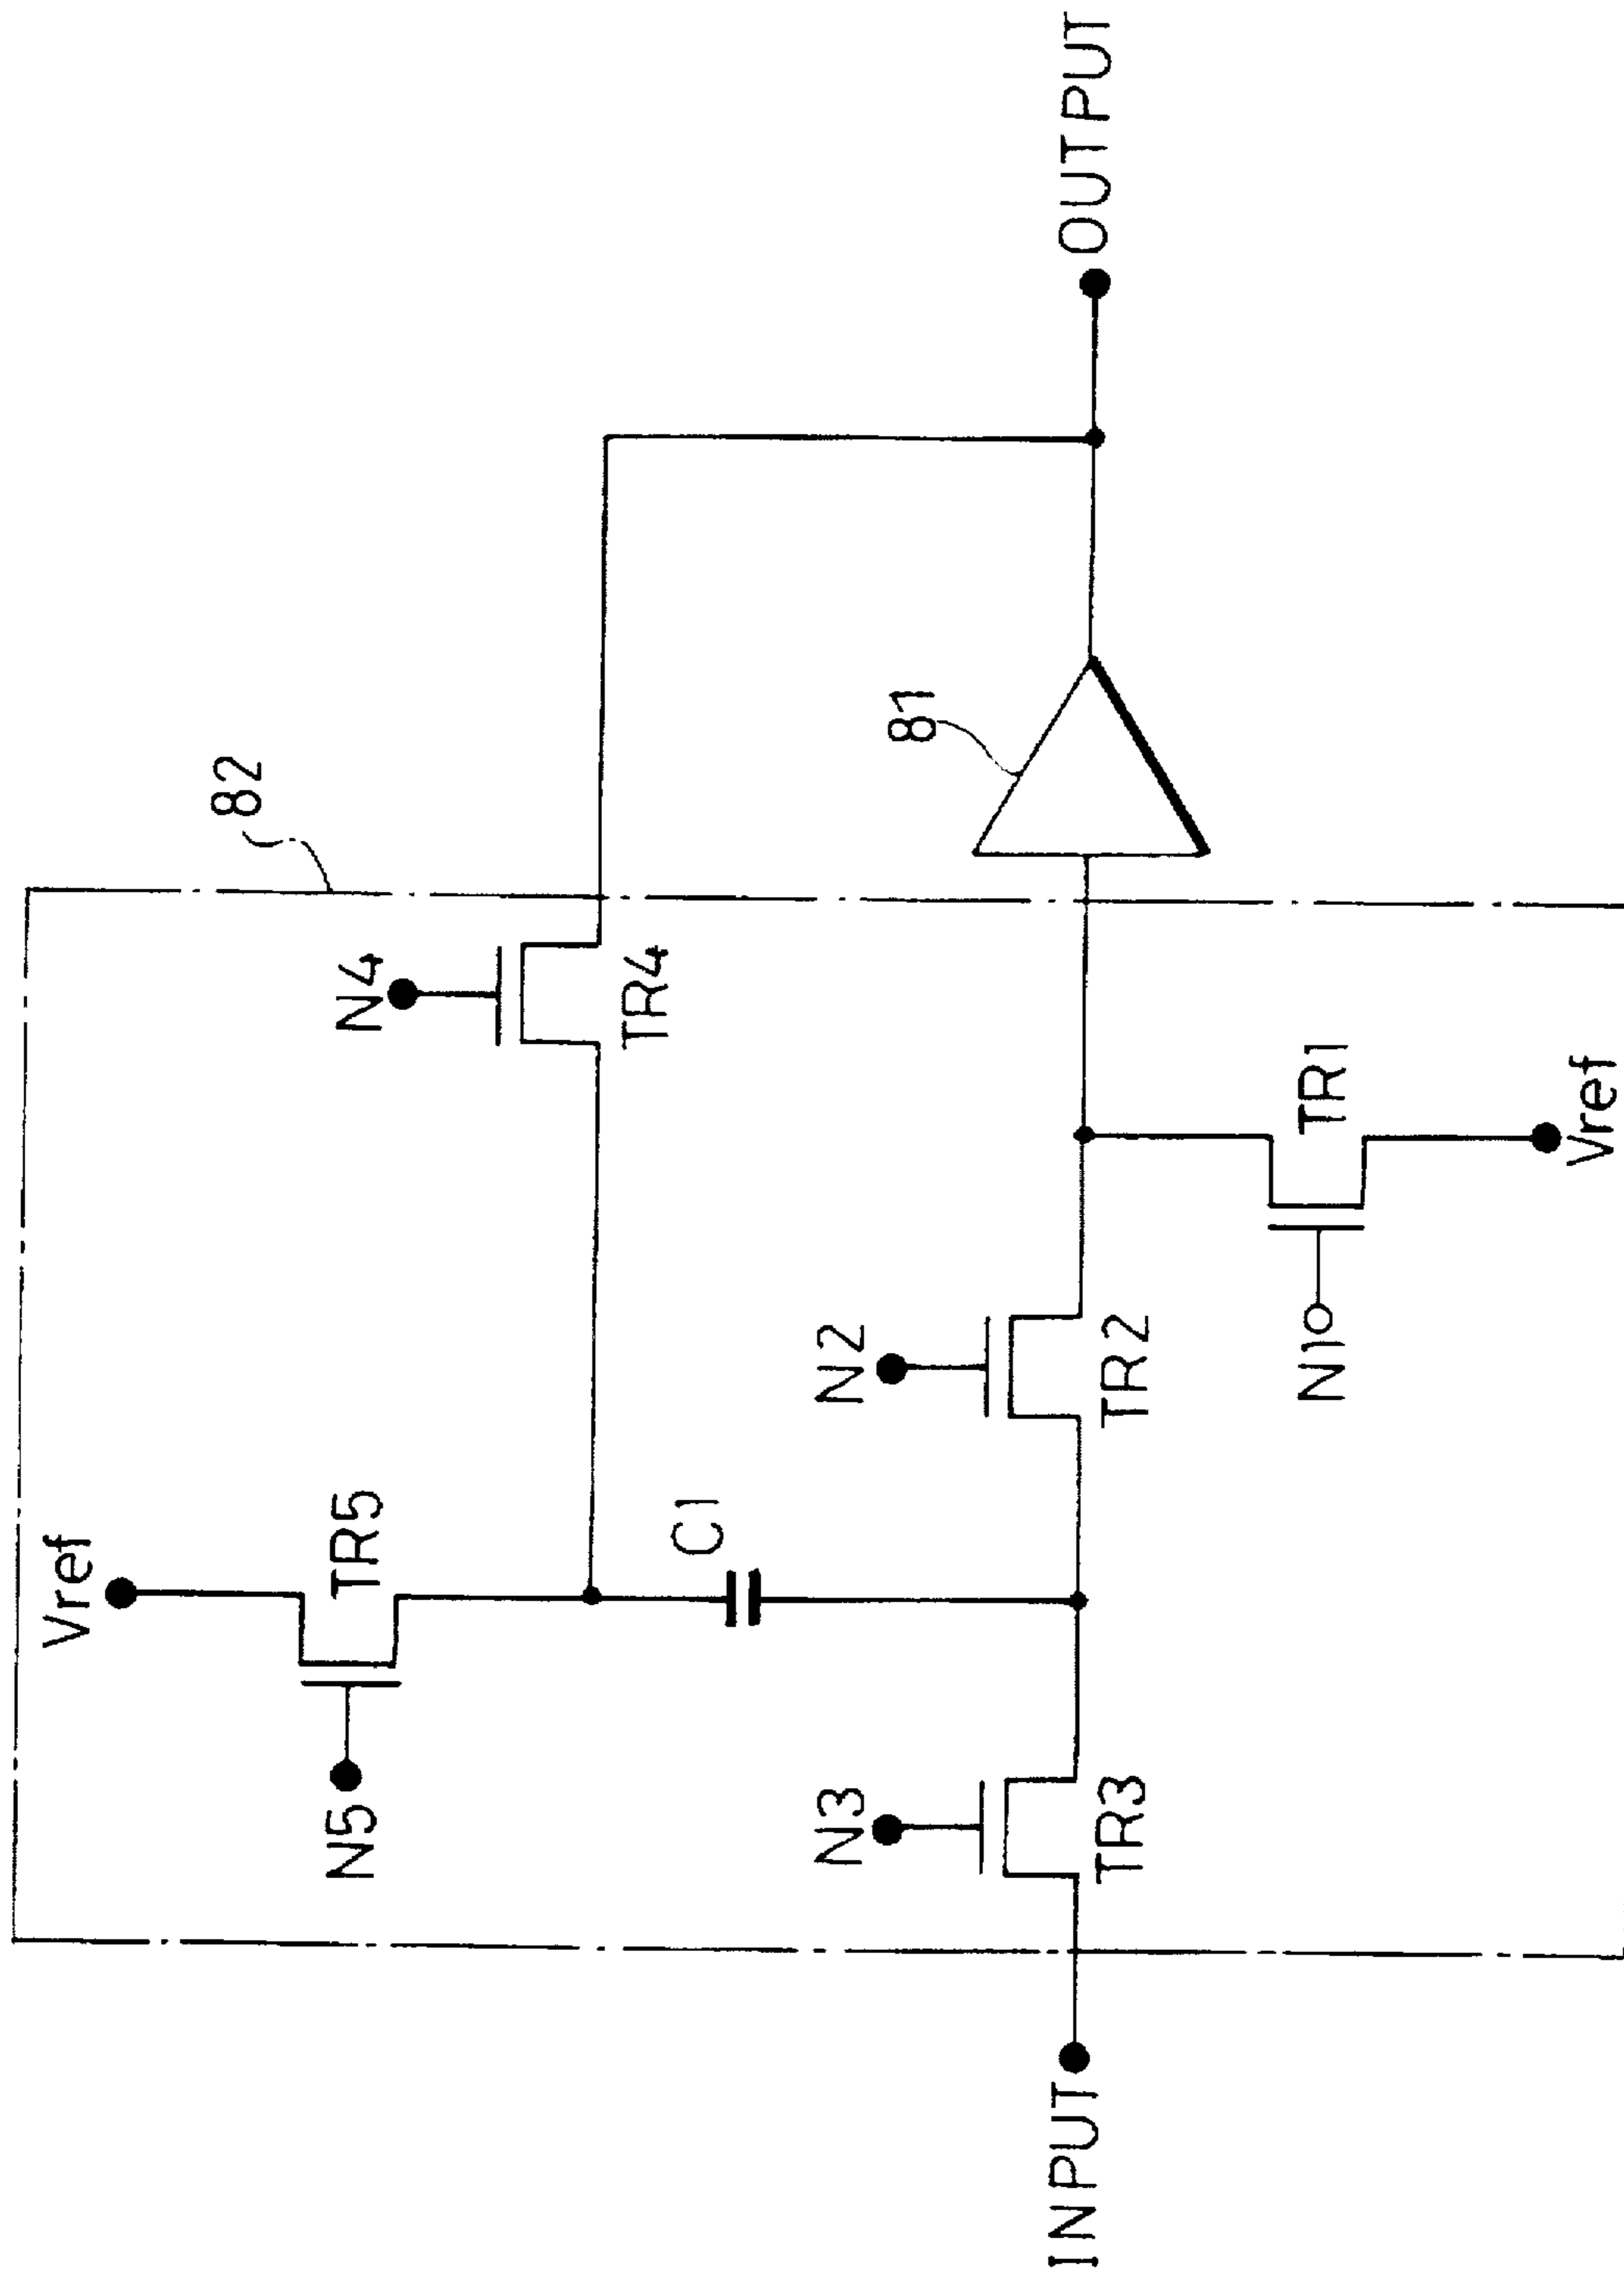 Vref
82
N5
TR5
N4
C1
TR4
N3
N2
81
INPUT
OUTPUT
TR3
TR2
N1
TR1
Vref